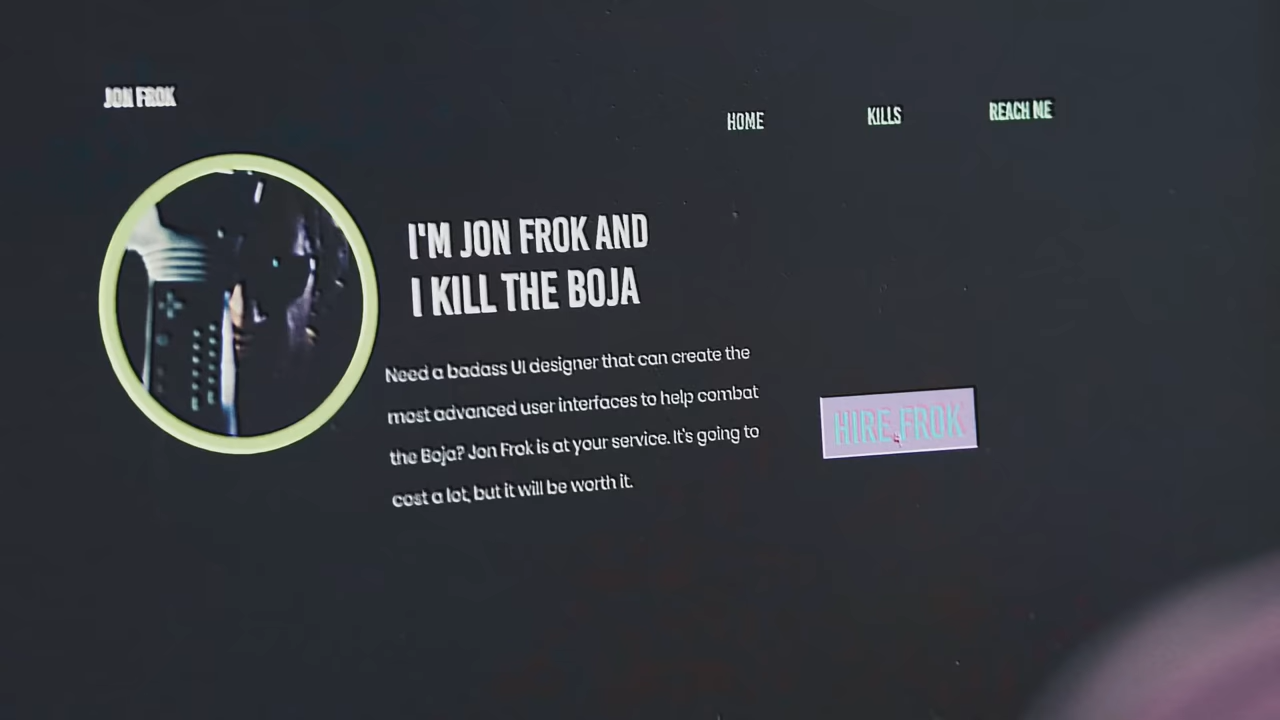 JON FROK
HOME
KILLS
REACH ME
I'M JON FROK AND
I KILL THE BOJA
Need a badass UI designer that can create the
most advanced user interfaces to help combat
the Boja? Jon Frok is at your service. It's going to
cost a lot, but it will be worth it.
HIRE FROK